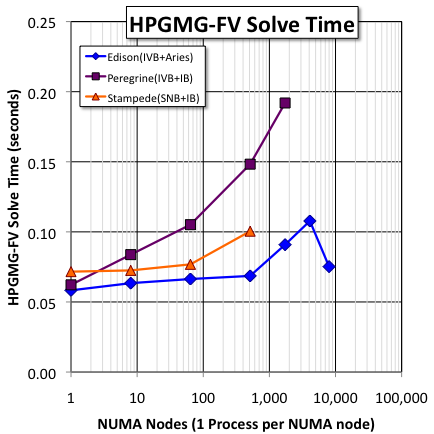 HPGMG-FV Solve Time
Edison(IVB+Aries)
Peregrine(IVB+IB)
Stampede(SNB+IB)
HPGMG-FV Solve Time (seconds)
0.25
0.20
0.15
0.10
0.05
0.00
1 10 100 1,000 10,000 100,000
NUMA Nodes (1 Process per NUMA node)